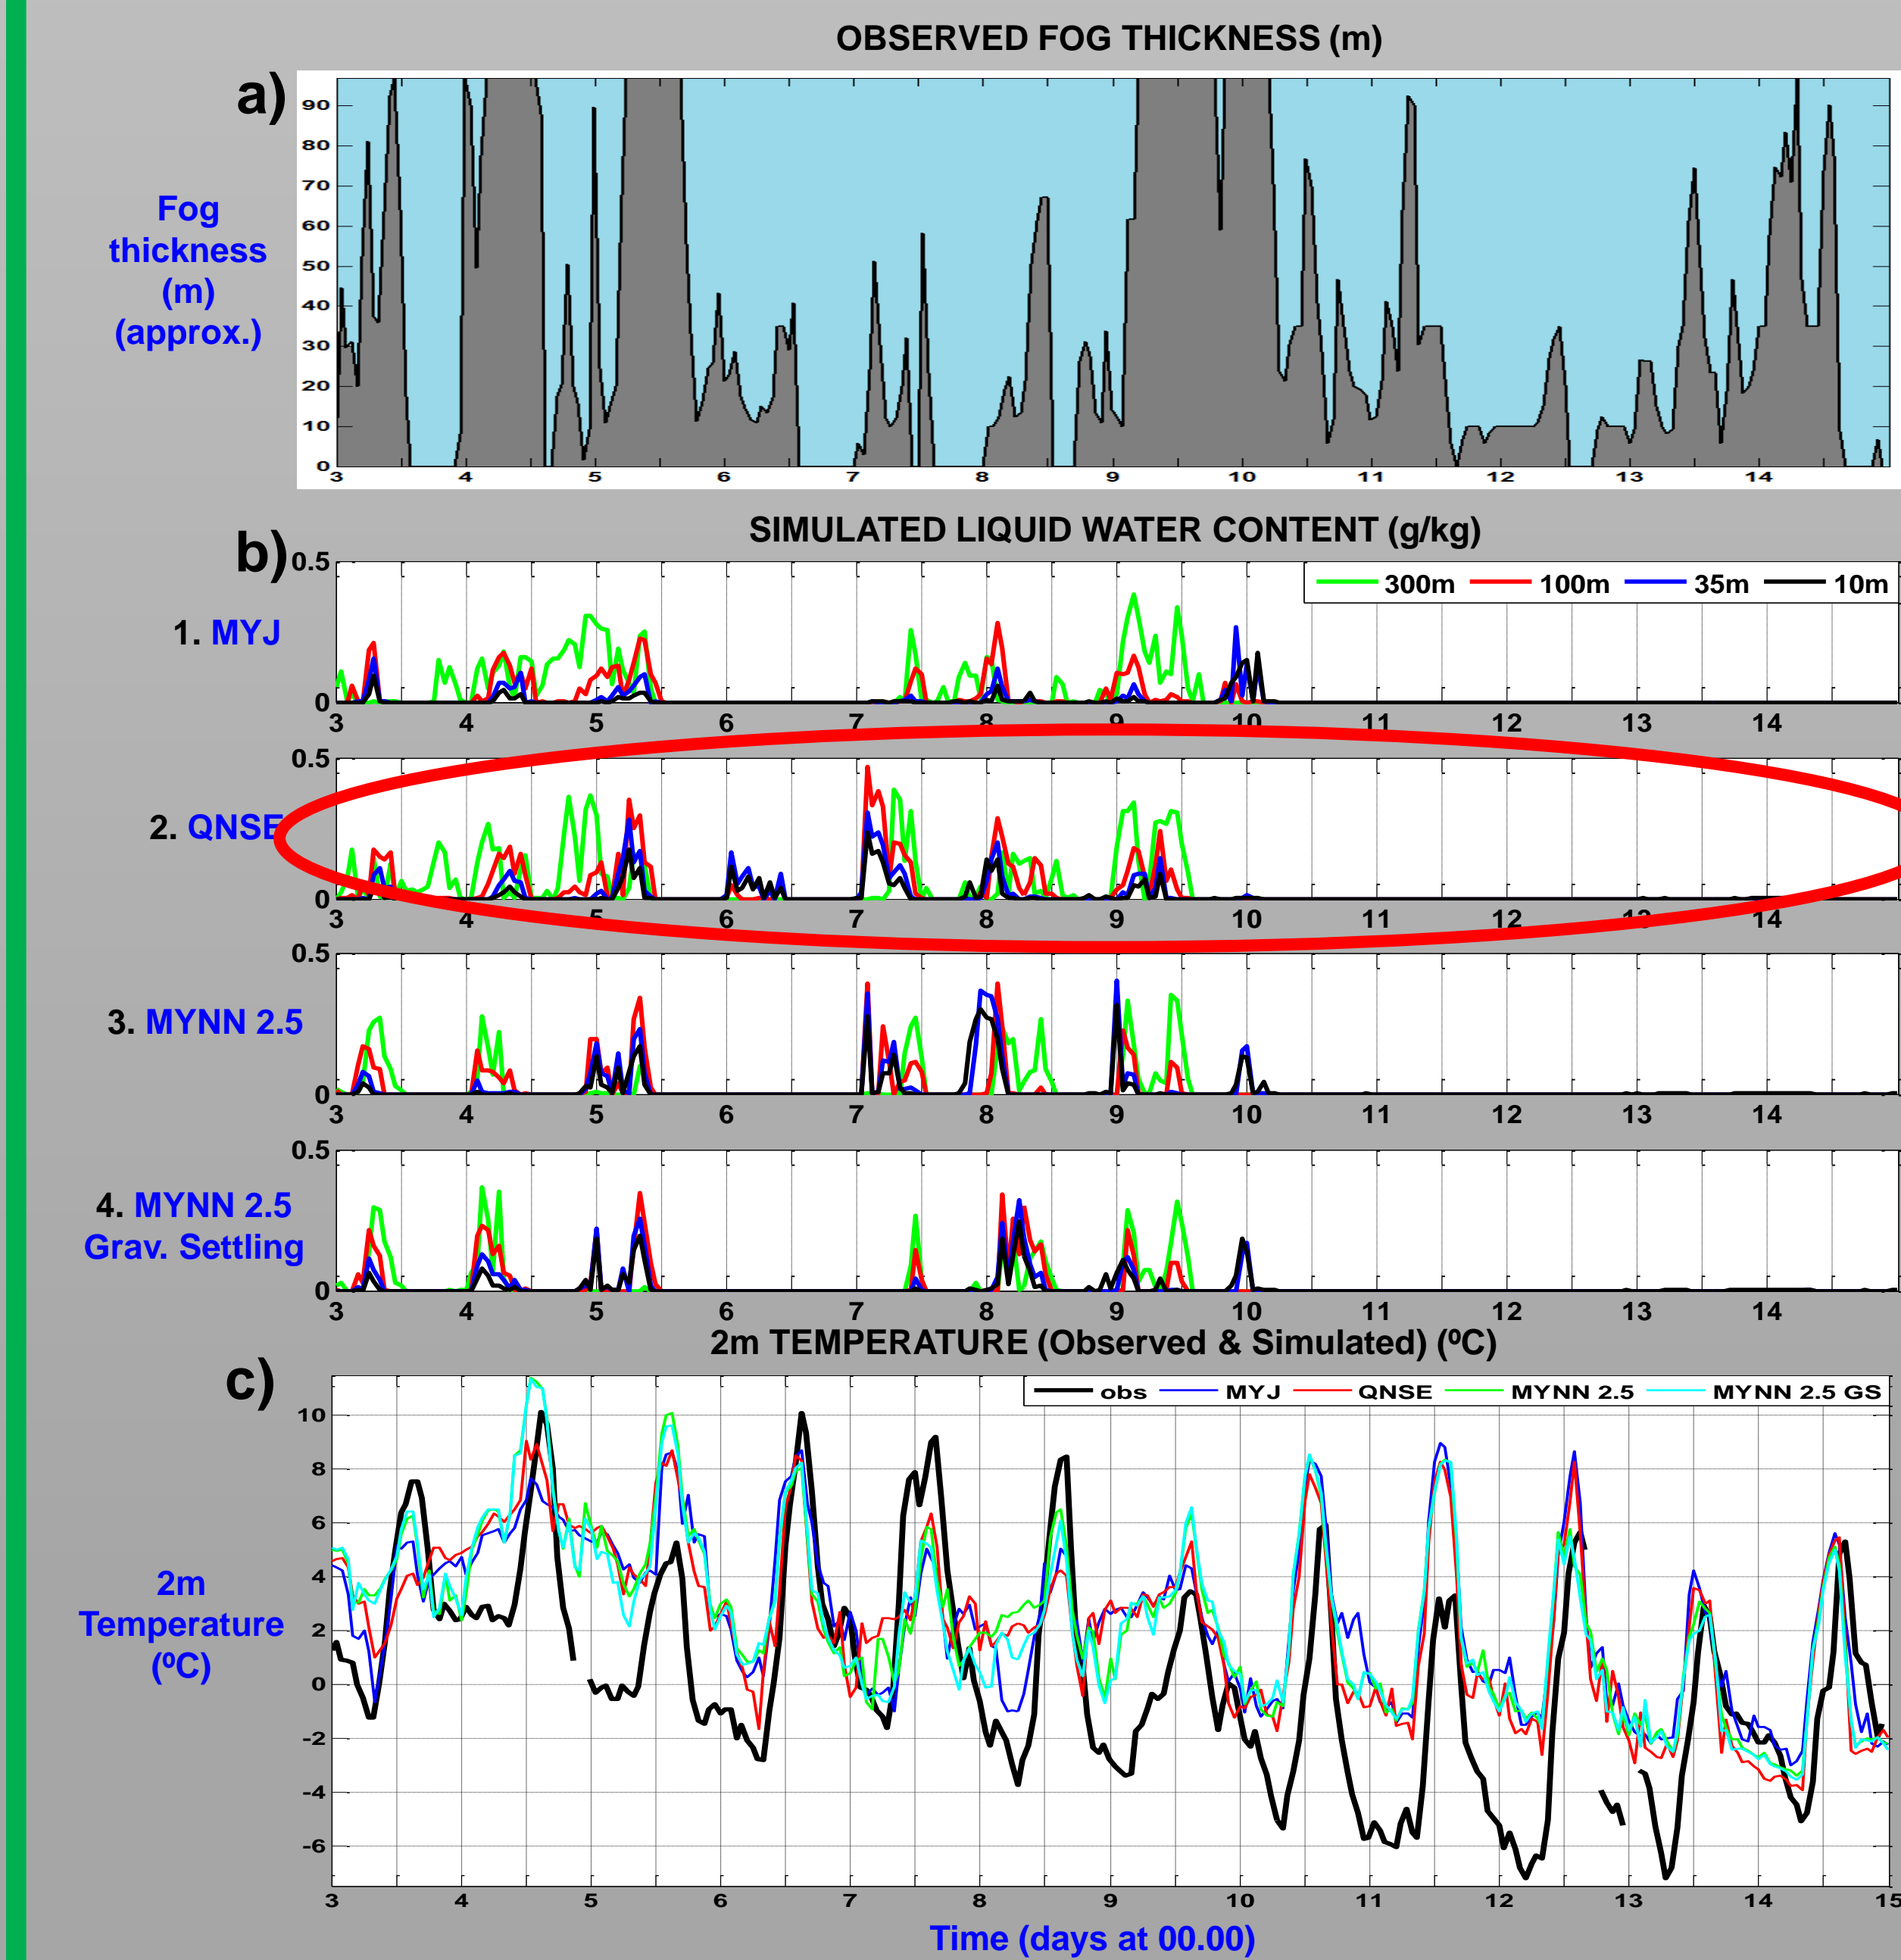 OBSERVED FOG THICKNESS (m)
a)
Fog
thickness
(m)
(approx.)
90
80
70
60
50
40
30
20
10
0
3 4 5 6 7 8 9 10 11 12 13 14
SIMULATED LIQUID WATER CONTENT (g/kg)
b)
0.5
300m 100m 35m 10m
1. MYJ
0
3 4 5 6 7 8 9 10 11 12 13 14
0.5
2. QNSE
0
3 4 5 6 7 8 9 10 11 12 13 14
0.5
3. MYNN 2.5
0
3 4 5 6 7 8 9 10 11 12 13 14
0.5
4. MYNN 2.5
Grav. Settling
0
3 4 5 6 7 8 9 10 11 12 13 14
2m TEMPERATURE (Observed & Simulated) (ºC)
c)
obs MYJ QNSE MYNN 2.5 MYNN 2.5 GS
10
8
6
4
2
0
-2
-4
-6
2m
Temperature
(ºC)
3 4 5 6 7 8 9 10 11 12 13 14 15
Time (days at 00.00)